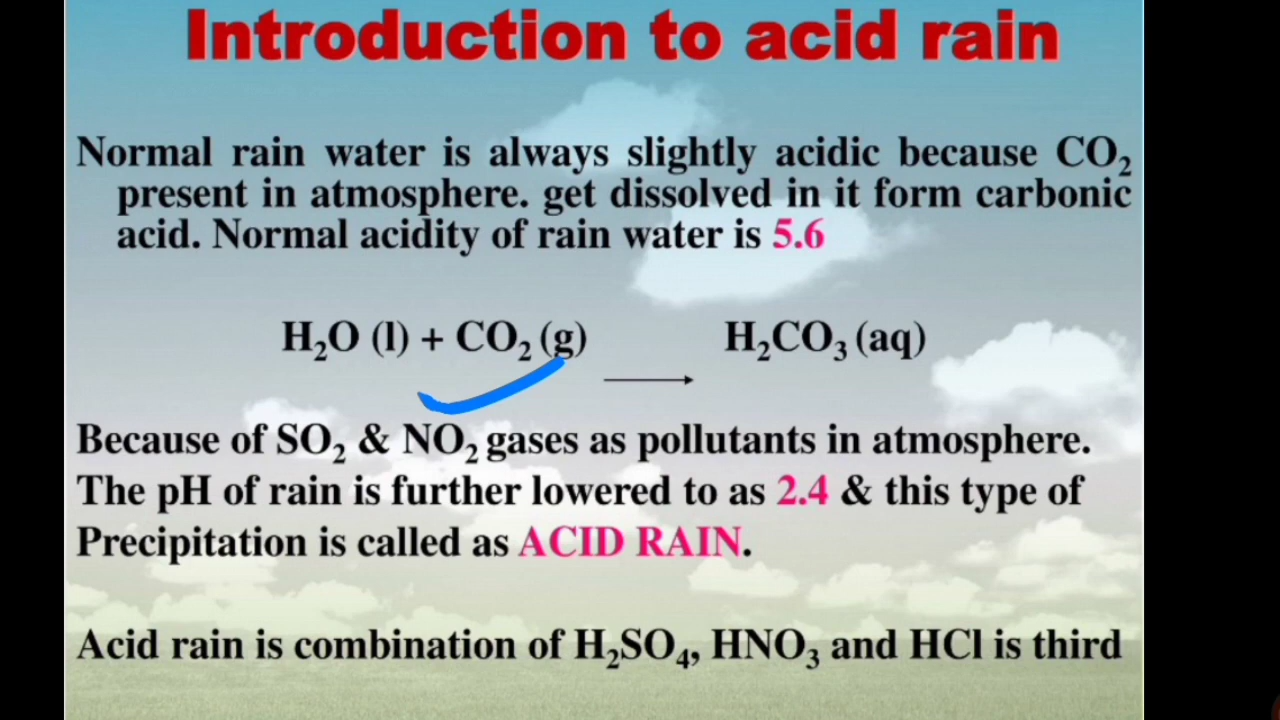 Introduction to acid rain
Normal rain water is always slightly acidic because CO₂
present in atmosphere. get dissolved in it form carbonic
acid. Normal acidity of rain water is 5.6
H₂O (l) + CO₂ (g) → H₂CO₃ (aq)
Because of SO₂ & NO₂ gases as pollutants in atmosphere.
The pH of rain is further lowered to as 2.4 & this type of
Precipitation is called as ACID RAIN.
Acid rain is combination of H₂SO₄, HNO₃ and HCl is third